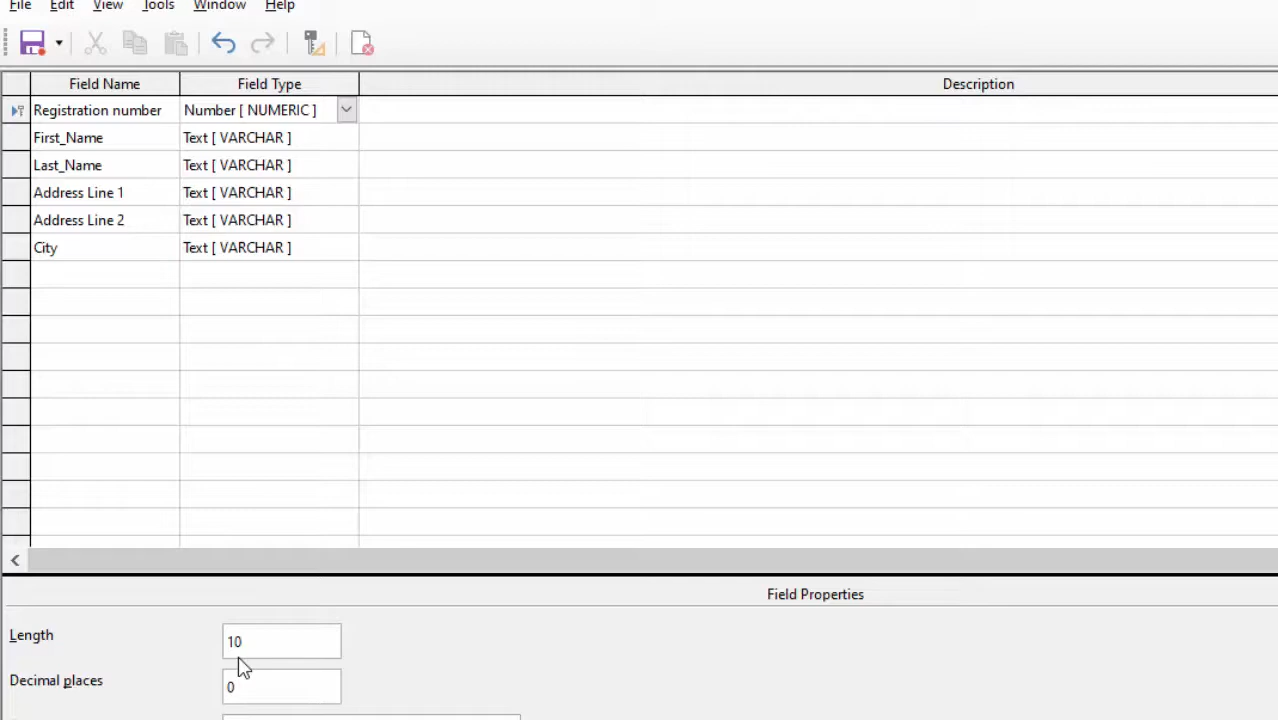 File Edit View Tools Window Help
Field Name Field Type Description
Registration number Number [ NUMERIC ]
First_Name Text [ VARCHAR ]
Last_Name Text [ VARCHAR ]
Address Line 1 Text [ VARCHAR ]
Address Line 2 Text [ VARCHAR ]
City Text [ VARCHAR ]
Field Properties
Length 10
Decimal places 0